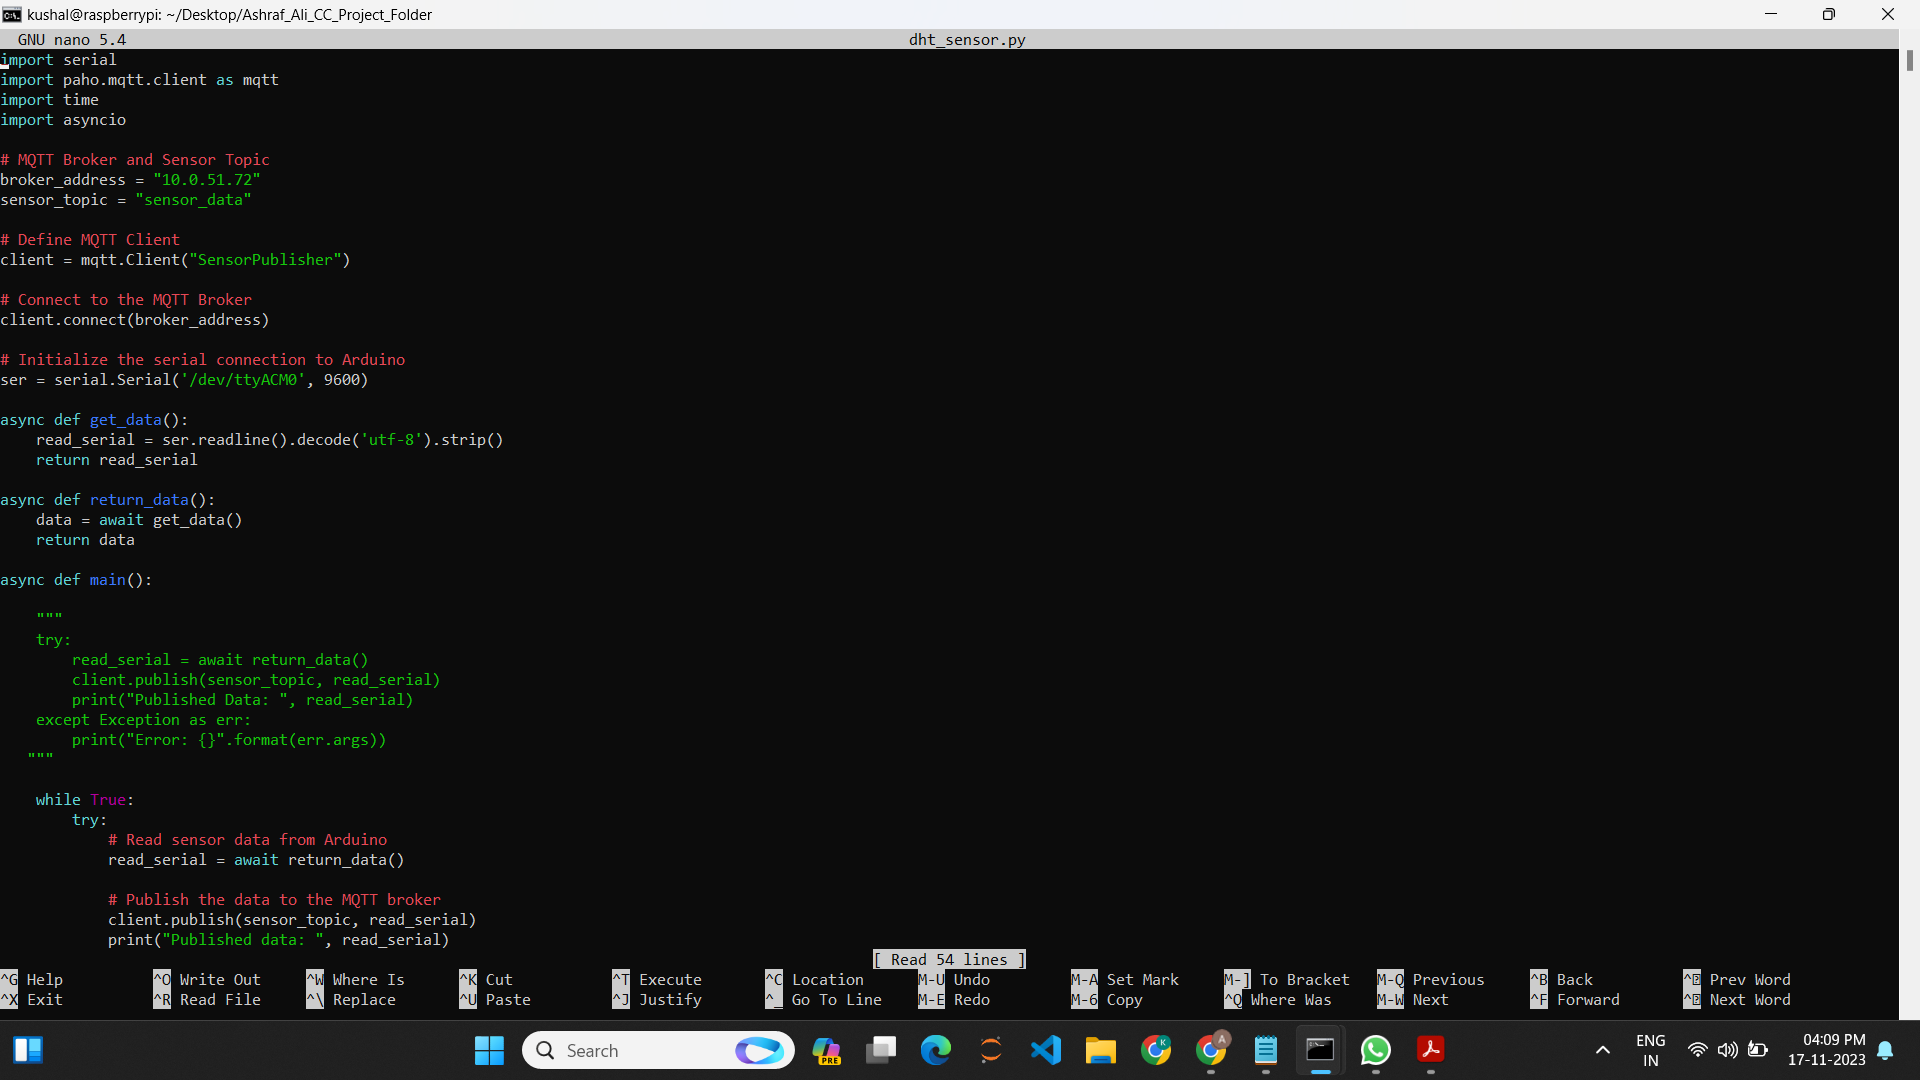 kushal@raspberrypi: ~/Desktop/Ashraf_Ali_CC_Project_Folder
GNU nano 5.4 dht_sensor.py
import serial
import paho.mqtt.client as mqtt
import time
import asyncio
# MQTT Broker and Sensor Topic
broker_address = "10.0.51.72"
sensor_topic = "sensor_data"
# Define MQTT Client
client = mqtt.Client("SensorPublisher")
# Connect to the MQTT Broker
client.connect(broker_address)
# Initialize the serial connection to Arduino
ser = serial.Serial('/dev/ttyACM0', 9600)
async def get_data():
    read_serial = ser.readline().decode('utf-8').strip()
    return read_serial
async def return_data():
    data = await get_data()
    return data
async def main():
    """
    try:
        read_serial = await return_data()
        client.publish(sensor_topic, read_serial)
        print("Published Data: ", read_serial)
    except Exception as err:
        print("Error: {}".format(err.args))
   """
    while True:
        try:
            # Read sensor data from Arduino
            read_serial = await return_data()
            # Publish the data to the MQTT broker
            client.publish(sensor_topic, read_serial)
            print("Published data: ", read_serial)
[ Read 54 lines ]
^G Help ^O Write Out ^W Where Is ^K Cut ^T Execute ^C Location M-U Undo M-A Set Mark M-] To Bracket M-Q Previous ^B Back ^ Prev Word
^X Exit ^R Read File ^\ Replace ^U Paste ^J Justify ^_ Go To Line M-E Redo M-6 Copy ^Q Where Was M-W Next ^F Forward ^ Next Word
Search
PRE
K
A
ENG
IN
04:09 PM
17-11-2023